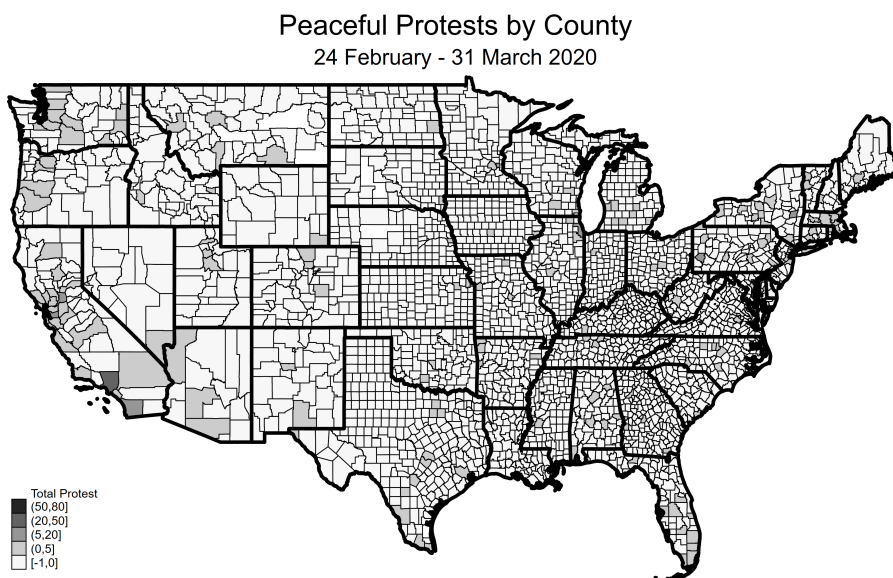 Peaceful Protests by County
24 February - 31 March 2020
Total Protest
(50,80]
(20,50]
(5,20]
(0,5]
[-1,0]